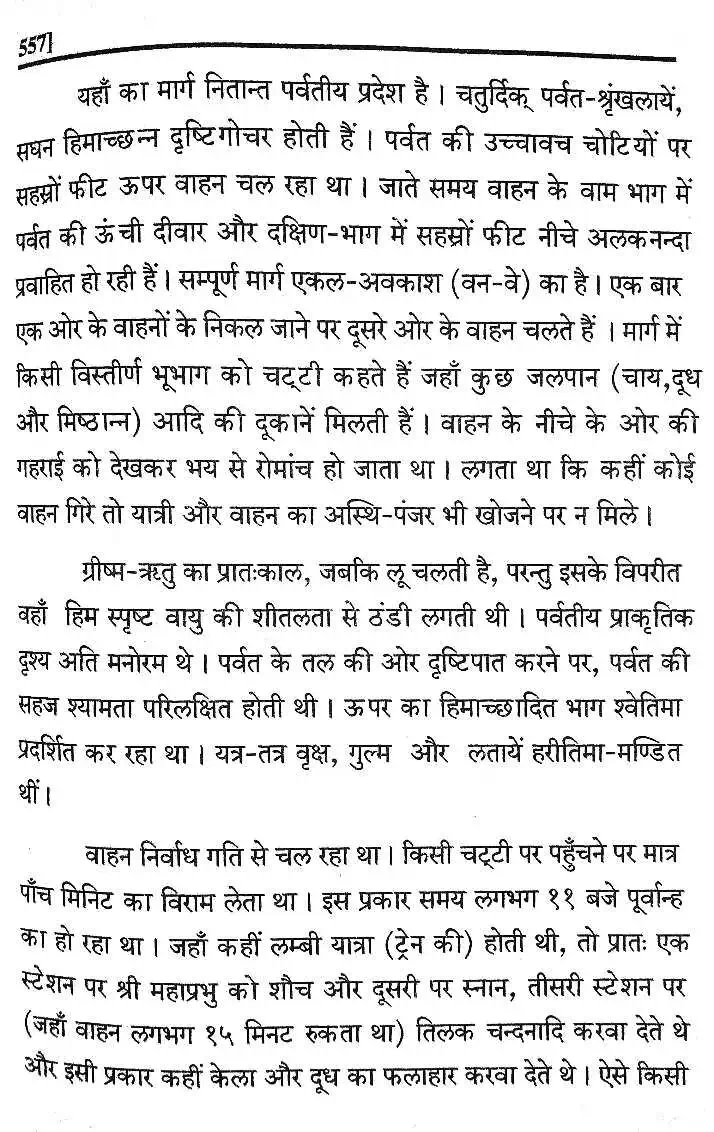 557]
यहाँ का मार्ग नितान्त पर्वतीय प्रदेश है। चतुर्दिक् पर्वत-श्रृंखलायें,
सघन हिमाच्छन्न दृष्टिगोचर होती हैं। पर्वत की उच्चावच चोटियों पर
सहस्रों फीट ऊपर वाहन चल रहा था। जाते समय वाहन के वाम भाग में
पर्वत की ऊंची दीवार और दक्षिण-भाग में सहस्रों फीट नीचे अलकनन्दा
प्रवाहित हो रही हैं। सम्पूर्ण मार्ग एकल-अवकाश (वन-वे) का है। एक बार
एक ओर के वाहनों के निकल जाने पर दूसरे ओर के वाहन चलते हैं । मार्ग में
किसी विस्तीर्ण भूभाग को चट्टी कहते हैं जहाँ कुछ जलपान (चाय,दूध
और मिष्ठान्न) आदि की दूकानें मिलती हैं। वाहन के नीचे के ओर की
गहराई को देखकर भय से रोमांच हो जाता था। लगता था कि कहीं कोई
वाहन गिरे तो यात्री और वाहन का अस्थि-पंजर भी खोजने पर न मिले।
ग्रीष्म-ऋतु का प्रातःकाल, जबकि लू चलती है, परन्तु इसके विपरीत
वहाँ हिम स्पृष्ट वायु की शीतलता से ठंडी लगती थी। पर्वतीय प्राकृतिक
दृश्य अति मनोरम थे। पर्वत के तल की ओर दृष्टिपात करने पर, पर्वत की
सहज श्यामता परिलक्षित होती थी। ऊपर का हिमाच्छादित भाग श्वेतिमा
प्रदर्शित कर रहा था। यत्र-तत्र वृक्ष, गुल्म और लतायें हरीतिमा-मण्डित
थीं।
वाहन निर्वाध गति से चल रहा था। किसी चट्टी पर पहुँचने पर मात्र
पाँच मिनिट का विराम लेता था। इस प्रकार समय लगभग ११ बजे पूर्वान्ह
का हो रहा था। जहाँ कहीं लम्बी यात्रा (ट्रेन की) होती थी, तो प्रातः एक
स्टेशन पर श्री महाप्रभु को शौच और दूसरी पर स्नान, तीसरी स्टेशन पर
(जहाँ वाहन लगभग १५ मिनट रुकता था) तिलक चन्दनादि करवा देते थे
और इसी प्रकार कहीं केला और दूध का फलाहार करवा देते थे। ऐसे किसी